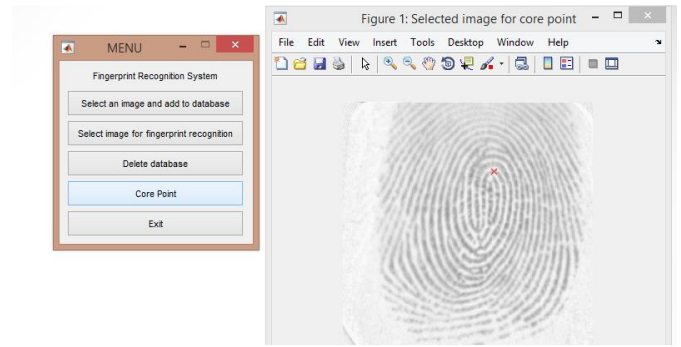 MENU
Fingerprint Recognition System
Select an image and add to database
Select image for fingerprint recognition
Delete database
Core Point
Exit
Figure 1: Selected image for core point
File Edit View Insert Tools Desktop Window Help